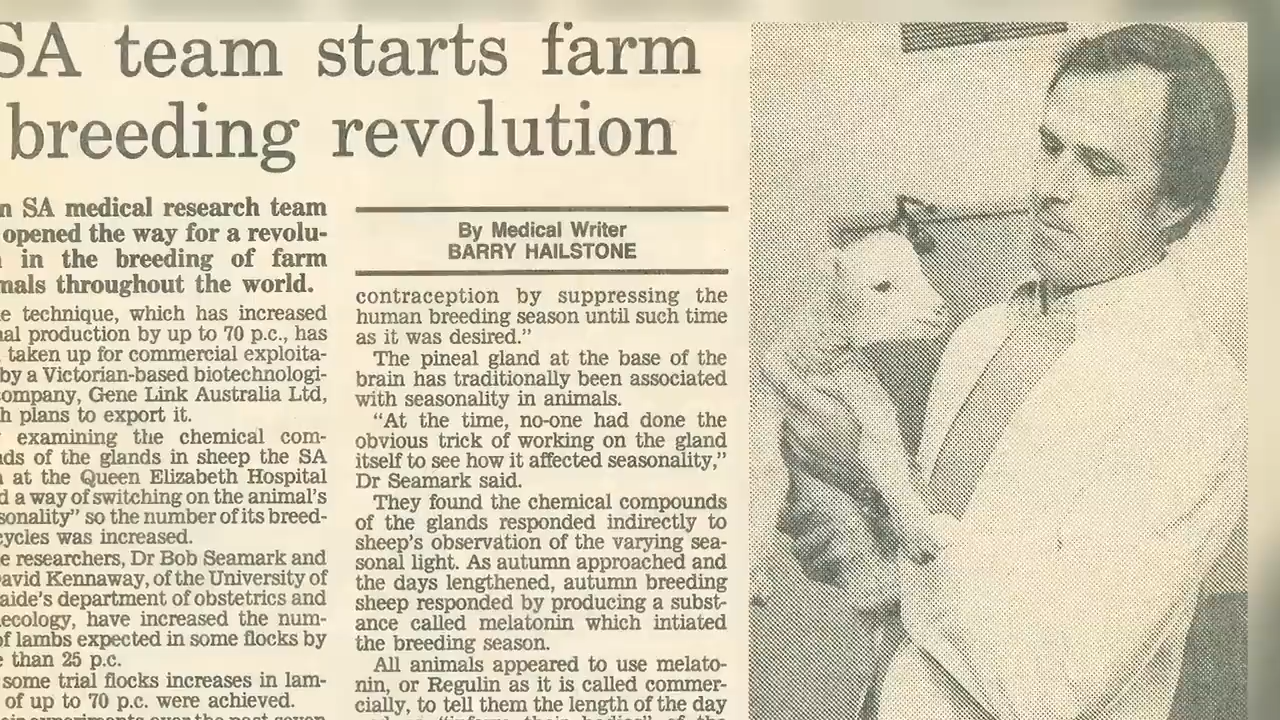 SA team starts farm
breeding revolution
n SA medical research team
opened the way for a revolu-
in the breeding of farm
mals throughout the world.
e technique, which has increased
al production by up to 70 p.c., has
taken up for commercial exploita-
by a Victorian-based biotechnologi-
ompany, Gene Link Australia Ltd,
h plans to export it.
examining the chemical com-
ds of the glands in sheep the SA
at the Queen Elizabeth Hospital
d a way of switching on the animal's
sonality" so the number of its breed-
cycles was increased.
e researchers, Dr Bob Seamark and
avid Kennaway, of the University of
aide's department of obstetrics and
ecology, have increased the num-
of lambs expected in some flocks by
than 25 p.c.
some trial flocks increases in lam-
of up to 70 p.c. were achieved.
experiments over the past seven
By Medical Writer
BARRY HAILSTONE
contraception by suppressing the
human breeding season until such time
as it was desired."
The pineal gland at the base of the
brain has traditionally been associated
with seasonality in animals.
"At the time, no-one had done the
obvious trick of working on the gland
itself to see how it affected seasonality,"
Dr Seamark said.
They found the chemical compounds
of the glands responded indirectly to
sheep's observation of the varying sea-
sonal light. As autumn approached and
the days lengthened, autumn breeding
sheep responded by producing a subst-
ance called melatonin which intiated
the breeding season.
All animals appeared to use melato-
nin, or Regulin as it is called commer-
cially, to tell them the length of the day
"inform their bodies" of the